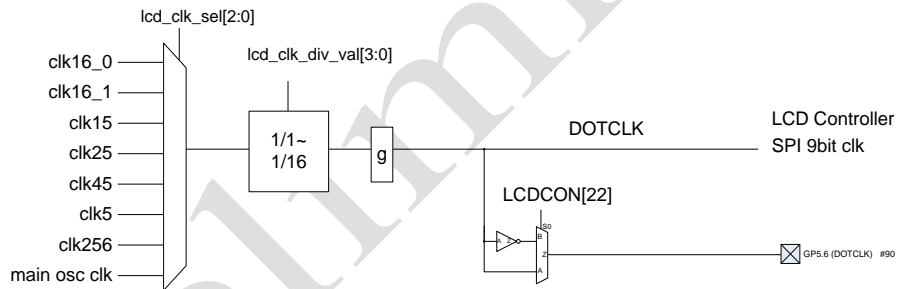 lcd_clk_sel[2:0]
clk16_0
clk16_1
clk15
clk25
clk45
clk5
clk256
main osc clk
lcd_clk_div_val[3:0]
1/1~
1/16
g
DOTCLK
LCD Controller
SPI 9bit clk
LCDCON[22]
S0
A Z
B
Z
A
GP5.6 (DOTCLK) #90